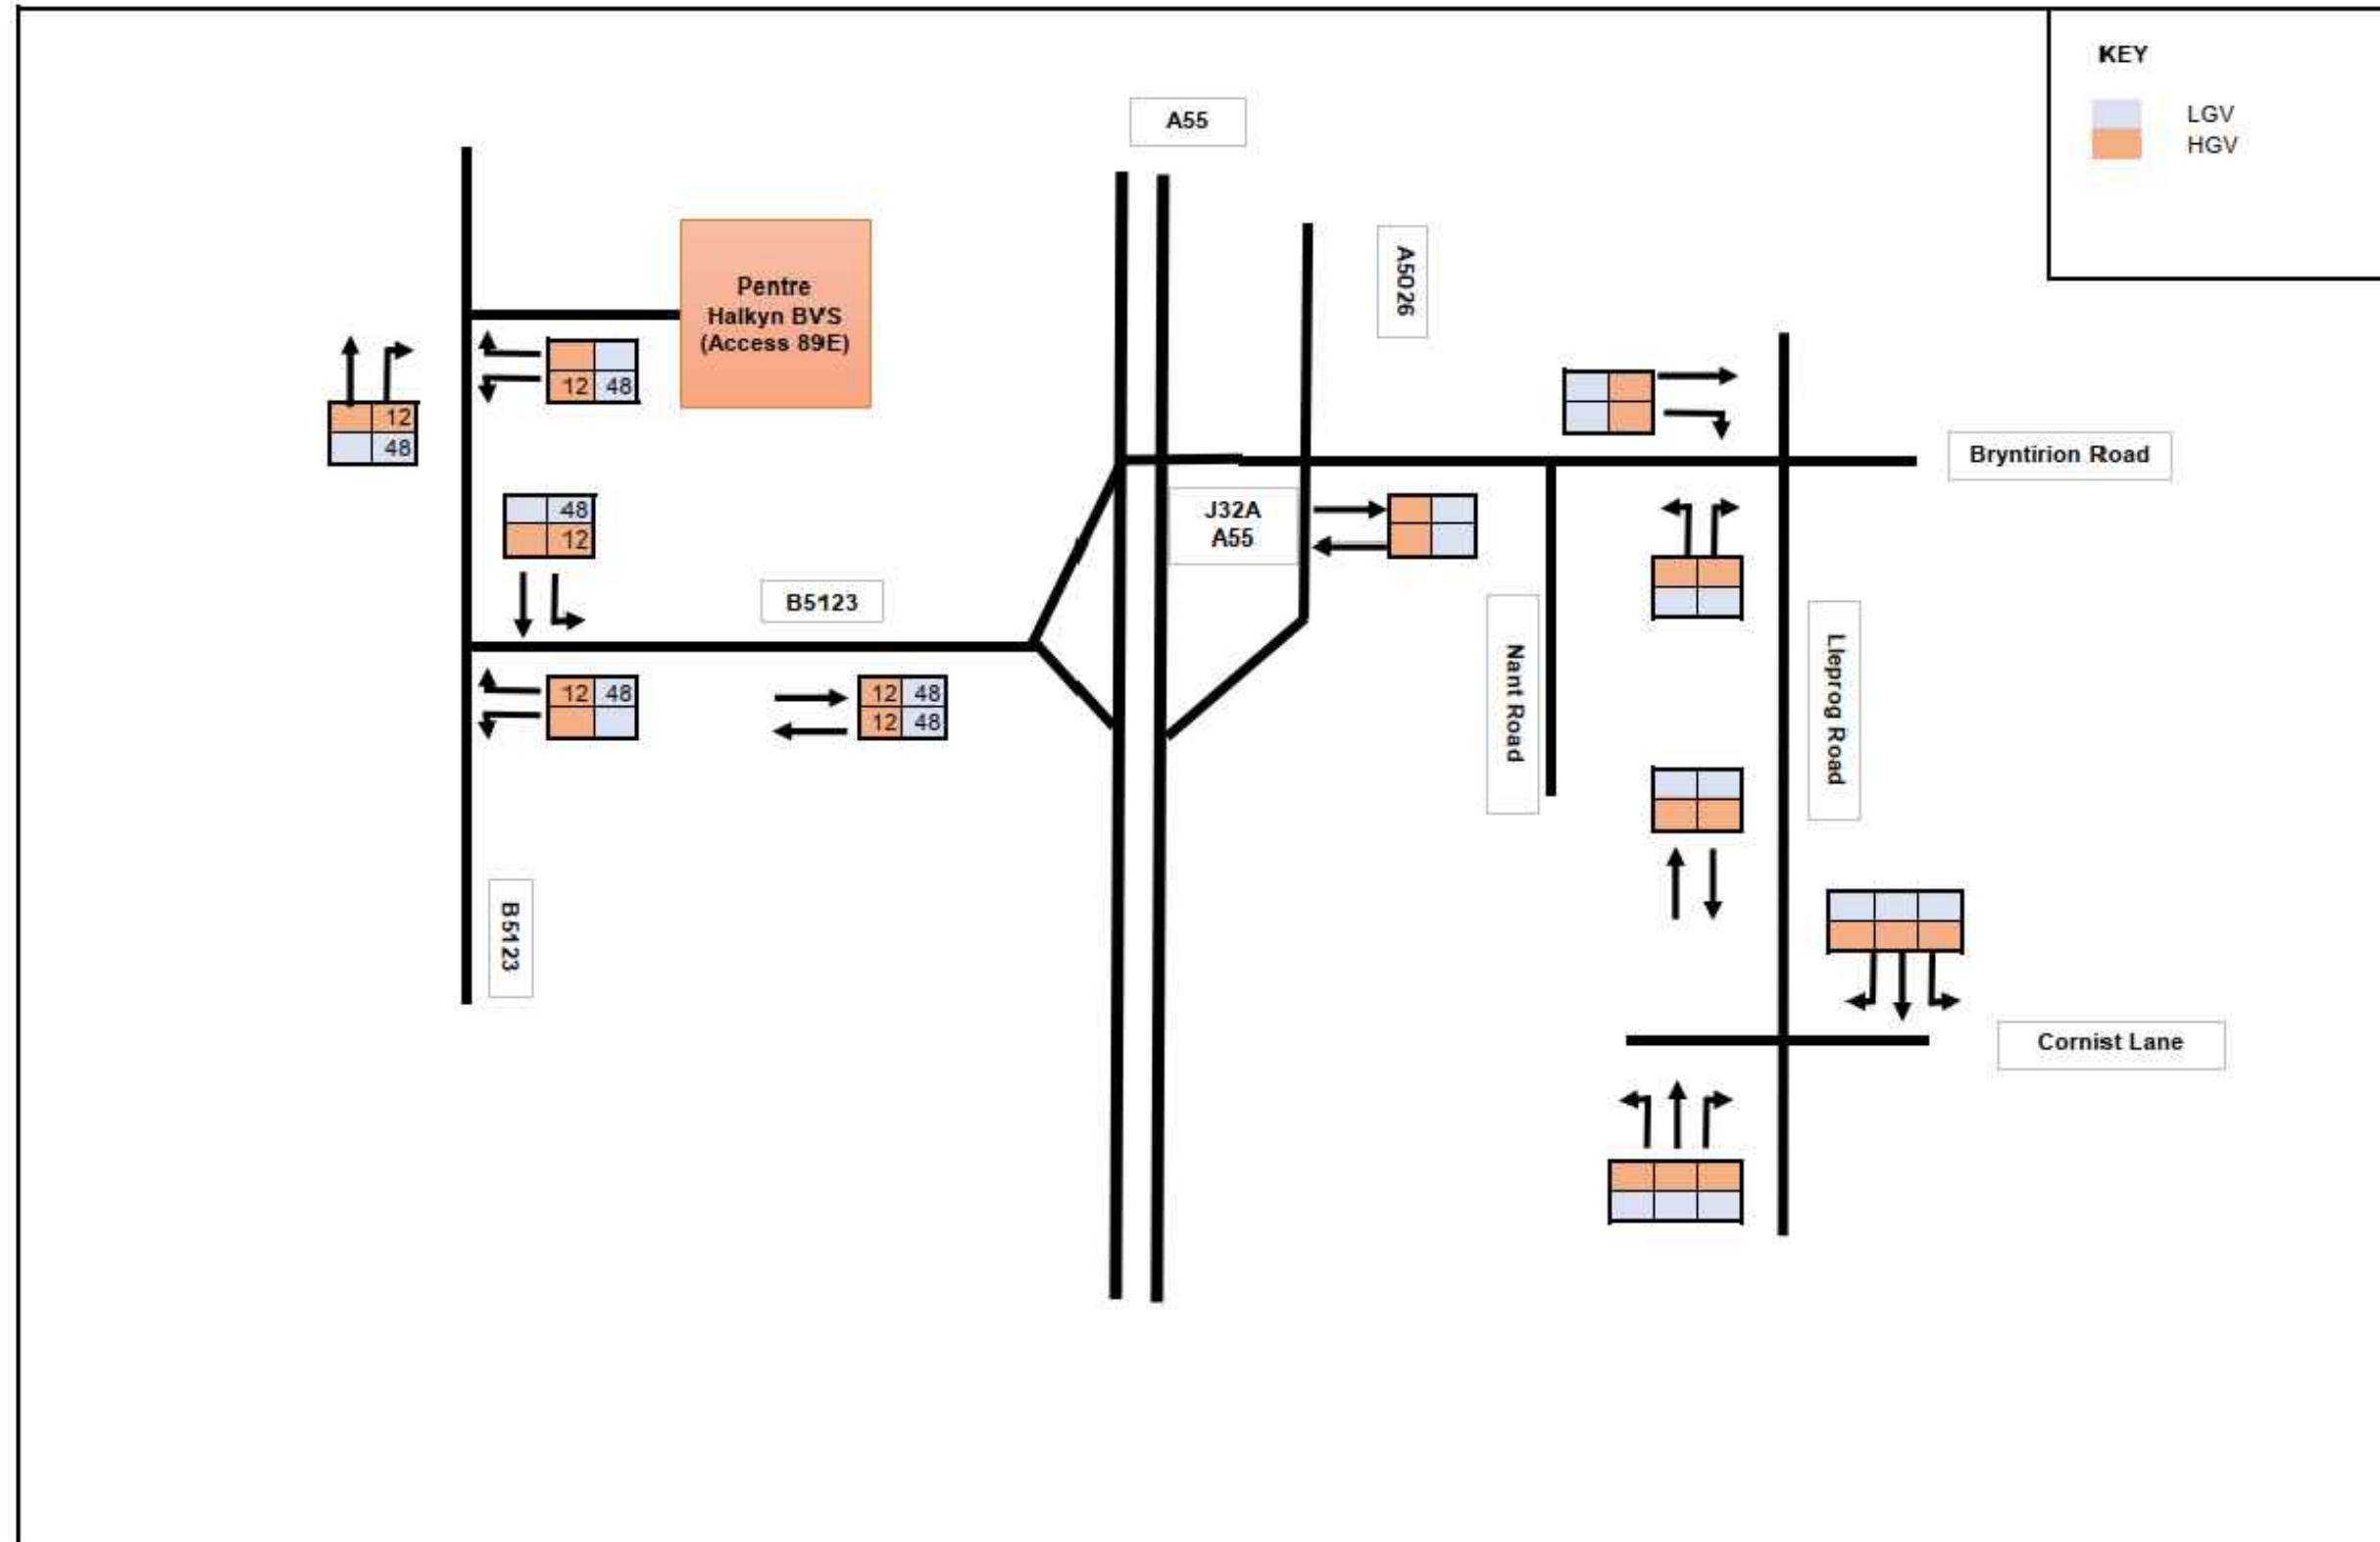 KEY
LGV
HGV
A55
A5026
Pentre
Halkyn BVS
(Access 89E)
12 48
12
48
Bryntirion Road
J32A
A55
48
12
B5123
12 48
12 48
12 48
Nant Road
Lleprog Road
B5123
Cornist Lane